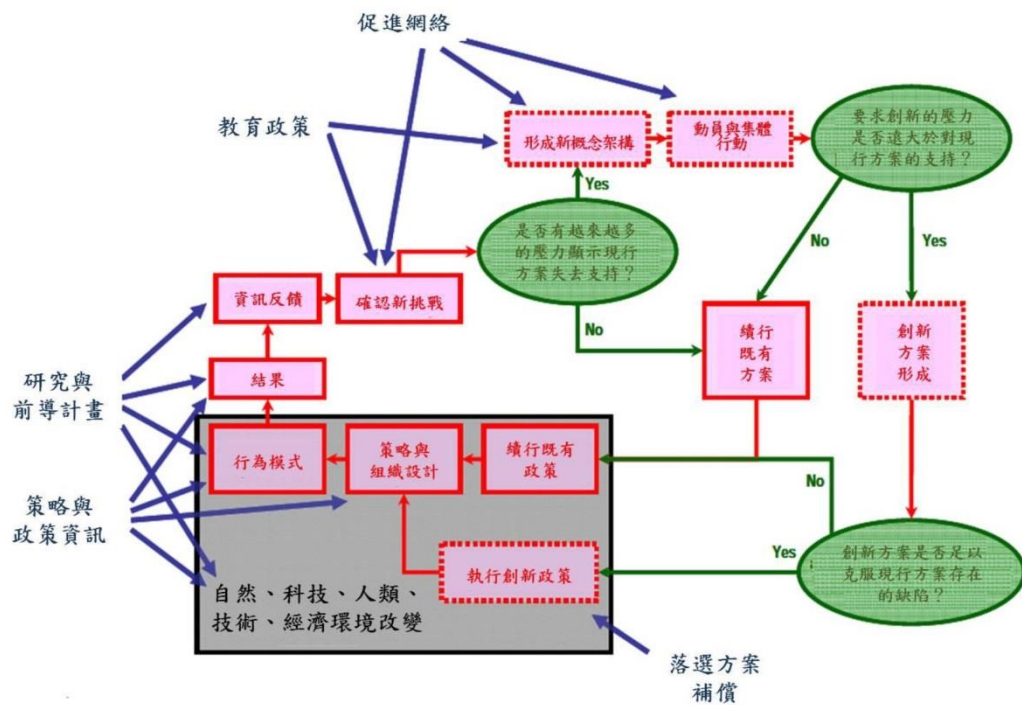 促進網絡
教育政策
形成新概念架構
動員與集體
行動
要求創新的壓力
是否遠大於對現
行方案的支持？
Yes
是否有越來越多
的壓力顯示現行
方案失去支持？
No
Yes
資訊反饋
確認新挑戰
No
續行
既有
方案
創新
方案
形成
研究與
前導計畫
結果
行為模式
策略與
組織設計
續行既有
政策
No
策略與
政策資訊
Yes
執行創新政策
創新方案是否足以
克服現行方案存在
的缺陷？
自然、科技、人類、
技術、經濟環境改變
落選方案
補償